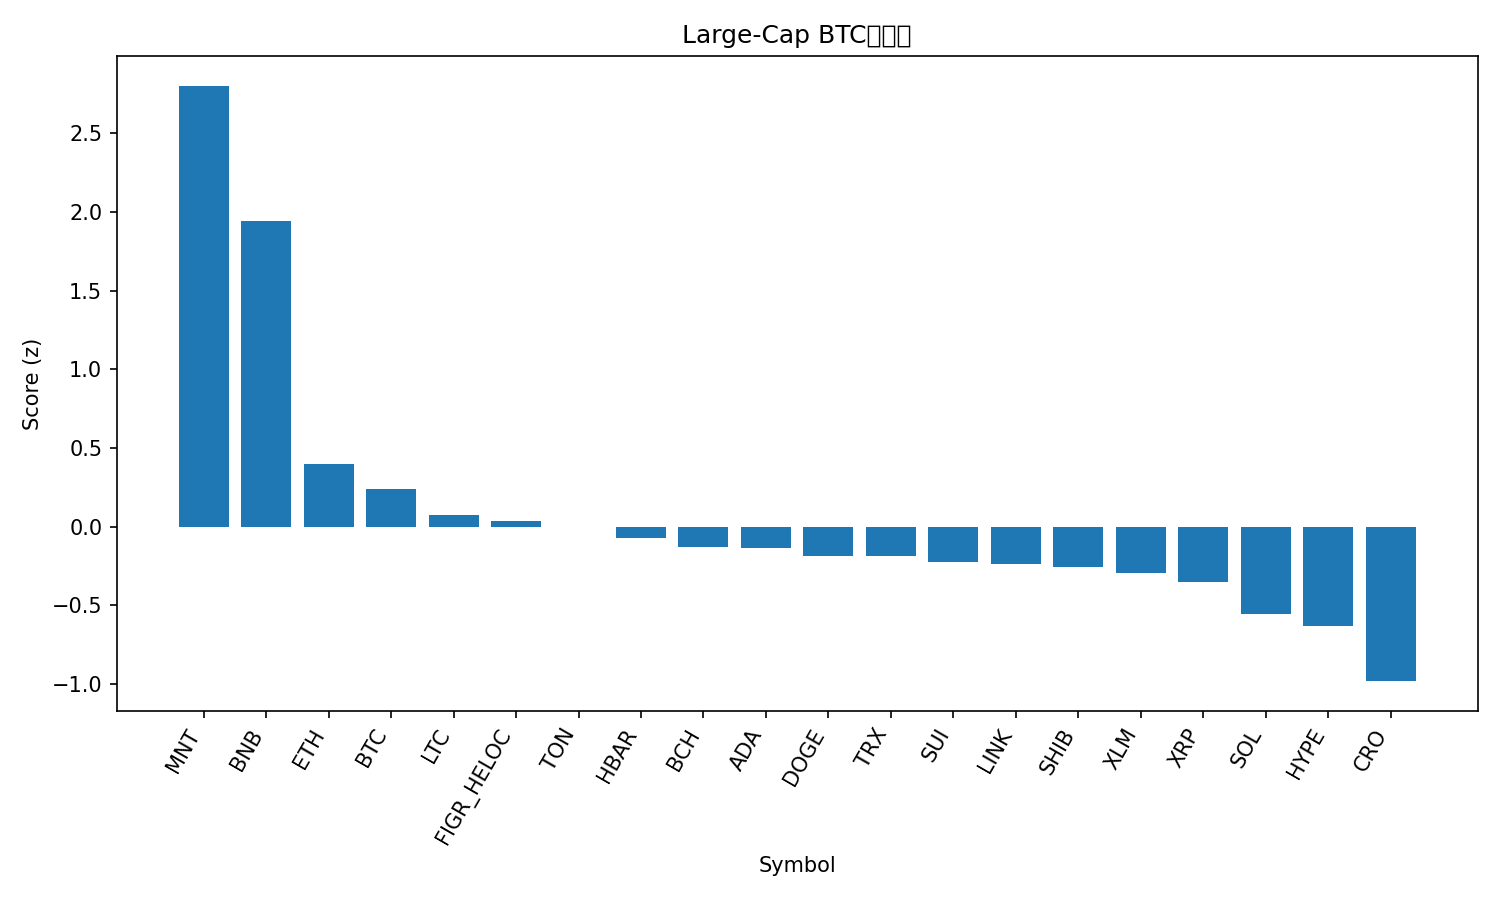 Large-Cap BTC
Score (z)
2.5
2.0
1.5
1.0
0.5
0.0
−0.5
−1.0
MNT
BNB
ETH
BTC
LTC
FIGR_HELOC
TON
HBAR
BCH
ADA
DOGE
TRX
SUI
LINK
SHIB
XLM
XRP
SOL
HYPE
CRO
Symbol